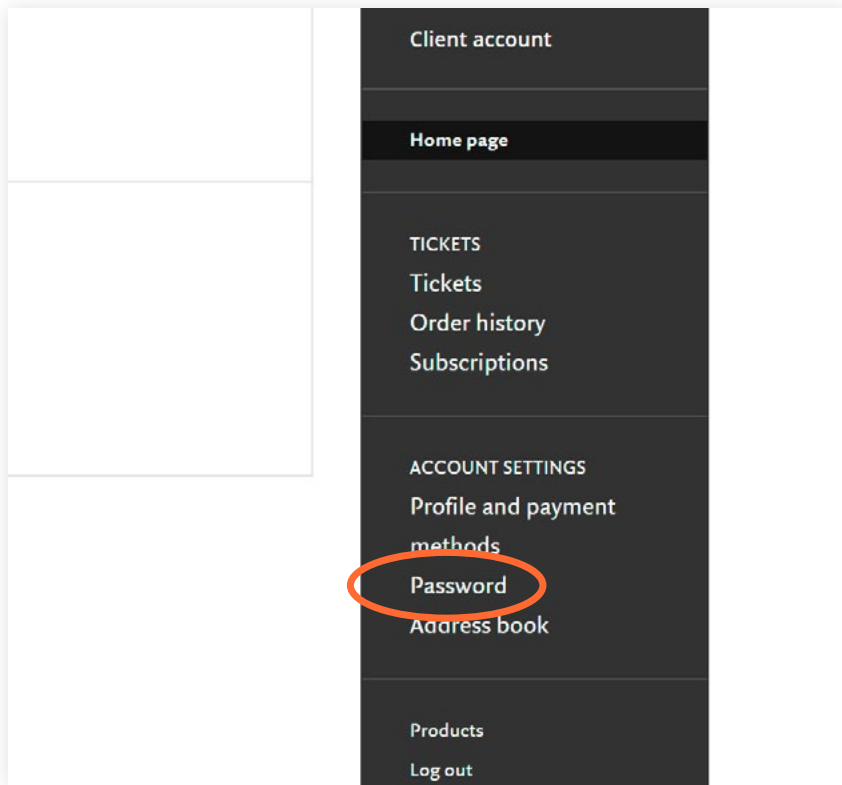 Client account
Home page
TICKETS
Tickets
Order history
Subscriptions
ACCOUNT SETTINGS
Profile and payment
methods
Password
Address book
Products
Log out